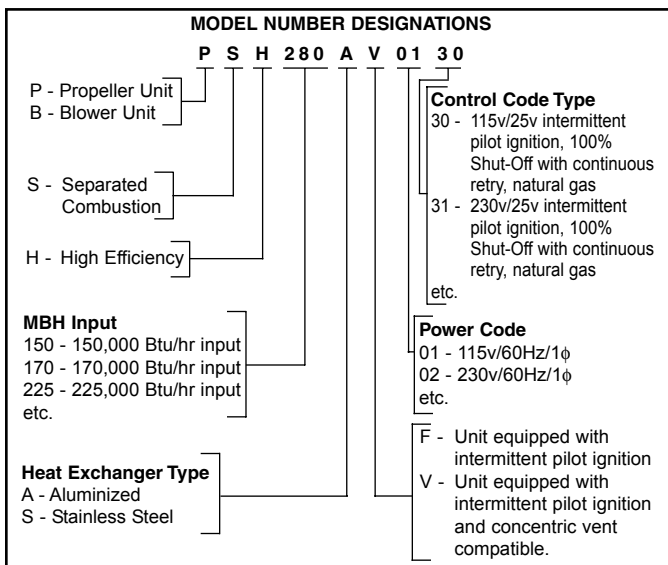 MODEL NUMBER DESIGNATIONS
P S H 280 A V 01 30
P - Propeller Unit
B - Blower Unit
S - Separated
Combustion
H - High Efficiency
MBH Input
150 - 150,000 Btu/hr input
170 - 170,000 Btu/hr input
225 - 225,000 Btu/hr input
etc.
Heat Exchanger Type
A - Aluminized
S - Stainless Steel
Control Code Type
30 - 115v/25v intermittent
pilot ignition, 100%
Shut-Off with continuous
retry, natural gas
31 - 230v/25v intermittent
pilot ignition, 100%
Shut-Off with continuous
retry, natural gas
etc.
Power Code
01 - 115v/60Hz/1ϕ
02 - 230v/60Hz/1ϕ
etc.
F - Unit equipped with
intermittent pilot ignition
V - Unit equipped with
intermittent pilot ignition
and concentric vent
compatible.